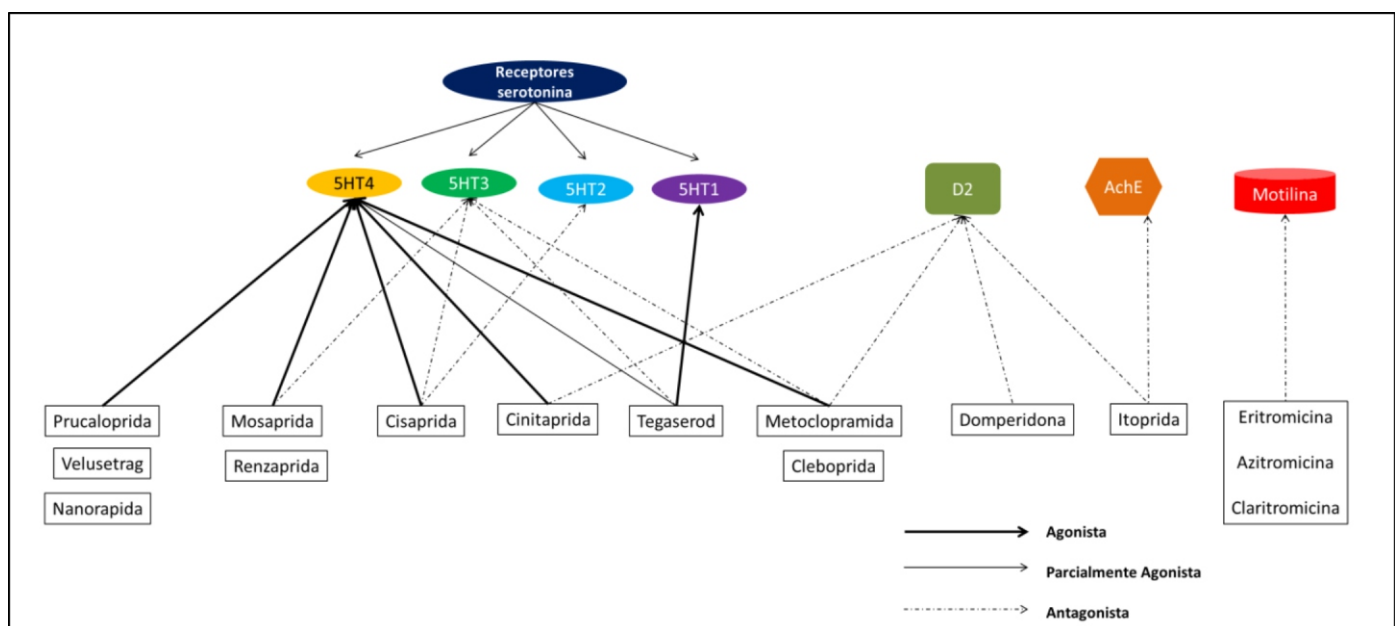 Receptores
serotonina
5HT4
5HT3
5HT2
5HT1
D2
AchE
Motilina
Prucaloprida
Mosaprida
Cisaprida
Cinitaprida
Tegaserod
Metoclopramida
Domperidona
Itoprida
Eritromicina
Velusetrag
Renzaprida
Cleboprida
Azitromicina
Nanorapida
Claritromicina
Agonista
Parcialmente Agonista
Antagonista